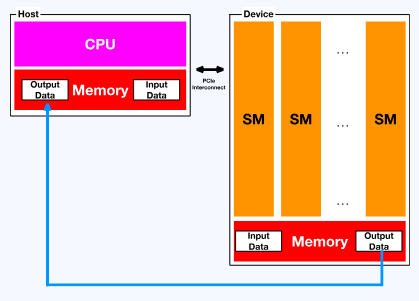 Host
CPU
Output
Data
Memory
Input
Data
PCIe
Interconnect
Device
SM
SM
...
...
...
SM
Input
Data
Memory
Output
Data